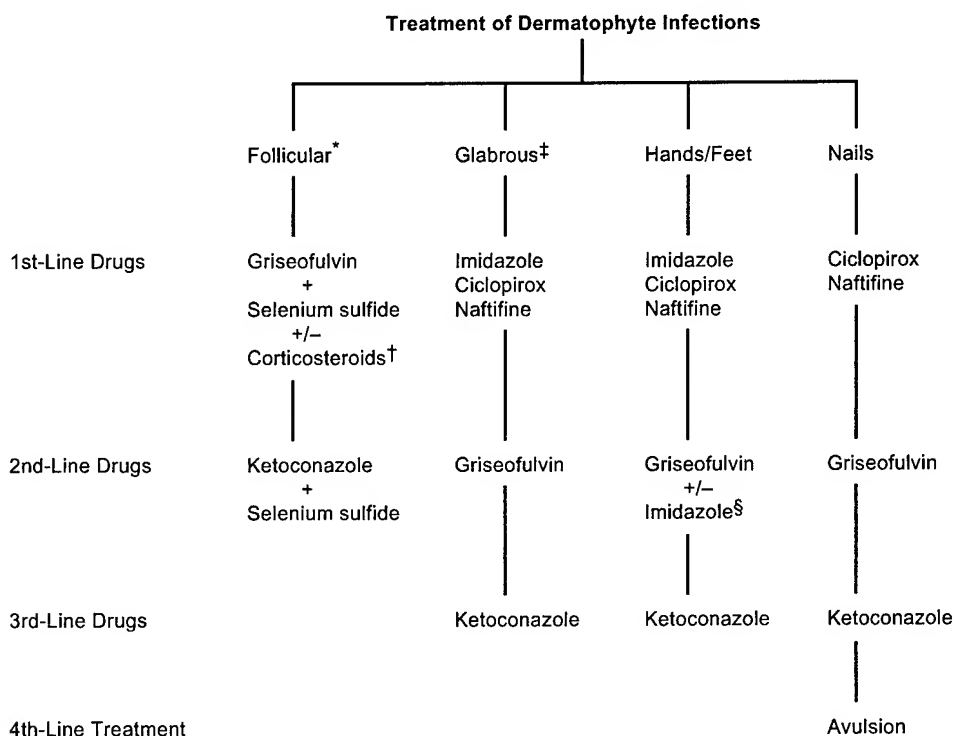 Treatment of Dermatophyte Infections
Follicular* Glabrous‡ Hands/Feet Nails
1st-Line Drugs
Griseofulvin
+
Selenium sulfide
+/–
Corticosteroids†
Imidazole
Ciclopirox
Naftifine
Imidazole
Ciclopirox
Naftifine
Ciclopirox
Naftifine
2nd-Line Drugs
Ketoconazole
+
Selenium sulfide
Griseofulvin
Griseofulvin
+/–
Imidazole§
Griseofulvin
3rd-Line Drugs
Ketoconazole
Ketoconazole
Ketoconazole
4th-Line Treatment
Avulsion